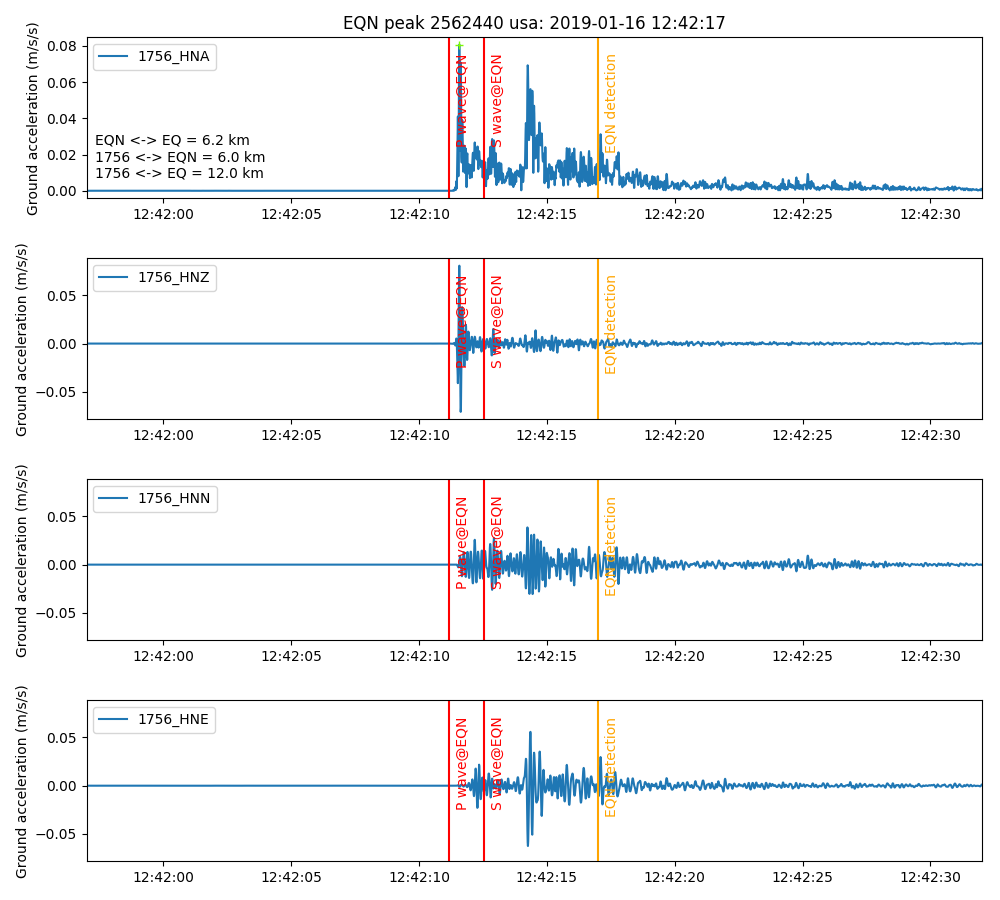 EQN peak 2562440 usa: 2019-01-16 12:42:17
Ground acceleration (m/s/s)
0.08
0.06
0.04
0.02
0.00
1756_HNA
EQN <-> EQ = 6.2 km
1756 <-> EQN = 6.0 km
1756 <-> EQ = 12.0 km
P wave@EQN
S wave@EQN
EQN detection
12:42:00 12:42:05 12:42:10 12:42:15 12:42:20 12:42:25 12:42:30
Ground acceleration (m/s/s)
0.05
0.00
−0.05
1756_HNZ
P wave@EQN
S wave@EQN
EQN detection
12:42:00 12:42:05 12:42:10 12:42:15 12:42:20 12:42:25 12:42:30
Ground acceleration (m/s/s)
0.05
0.00
−0.05
1756_HNN
P wave@EQN
S wave@EQN
EQN detection
12:42:00 12:42:05 12:42:10 12:42:15 12:42:20 12:42:25 12:42:30
Ground acceleration (m/s/s)
0.05
0.00
−0.05
1756_HNE
P wave@EQN
S wave@EQN
EQN detection
12:42:00 12:42:05 12:42:10 12:42:15 12:42:20 12:42:25 12:42:30